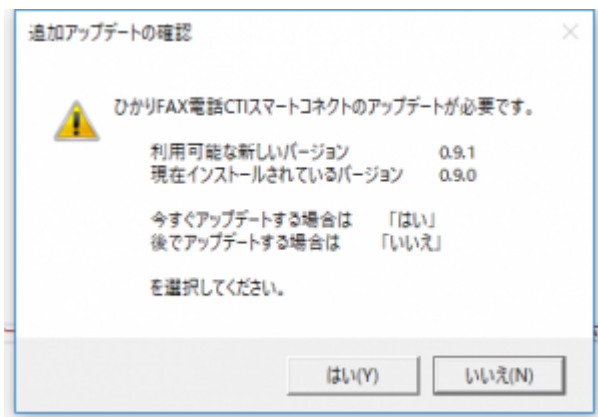 追加アップデートの確認
ひかりFAX電話CTIスマートコネクトのアップデートが必要です。
利用可能な新しいバージョン 0.9.1
現在インストールされているバージョン 0.9.0
今すぐアップデートする場合は 「はい」
後でアップデートする場合は 「いいえ」
を選択してください。
はい(Y) いいえ(N)